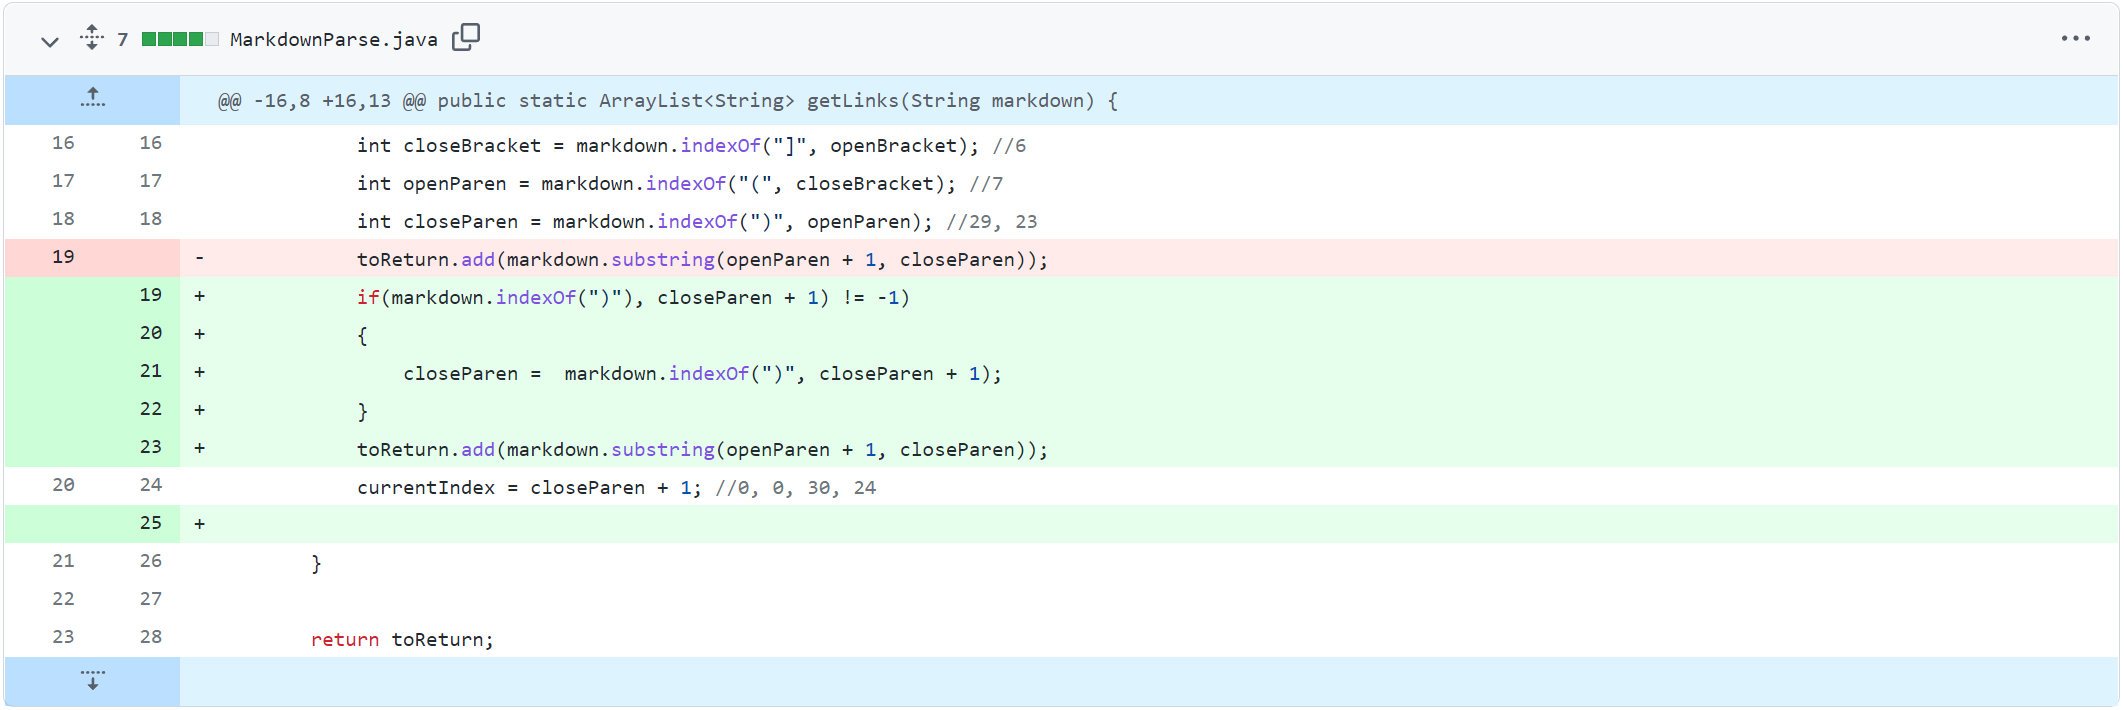 7 MarkdownParse.java
@@ -16,8 +16,13 @@ public static ArrayList<String> getLinks(String markdown) {
16 16 int closeBracket = markdown.indexOf("]", openBracket); //6
17 17 int openParen = markdown.indexOf("(", closeBracket); //7
18 18 int closeParen = markdown.indexOf(")", openParen); //29, 23
19 - toReturn.add(markdown.substring(openParen + 1, closeParen));
19 + if(markdown.indexOf(")"), closeParen + 1) != -1)
20 + {
21 + closeParen =  markdown.indexOf(")", closeParen + 1);
22 + }
23 + toReturn.add(markdown.substring(openParen + 1, closeParen));
20 24 currentIndex = closeParen + 1; //0, 0, 30, 24
25 +
21 26 }
22 27
23 28 return toReturn;